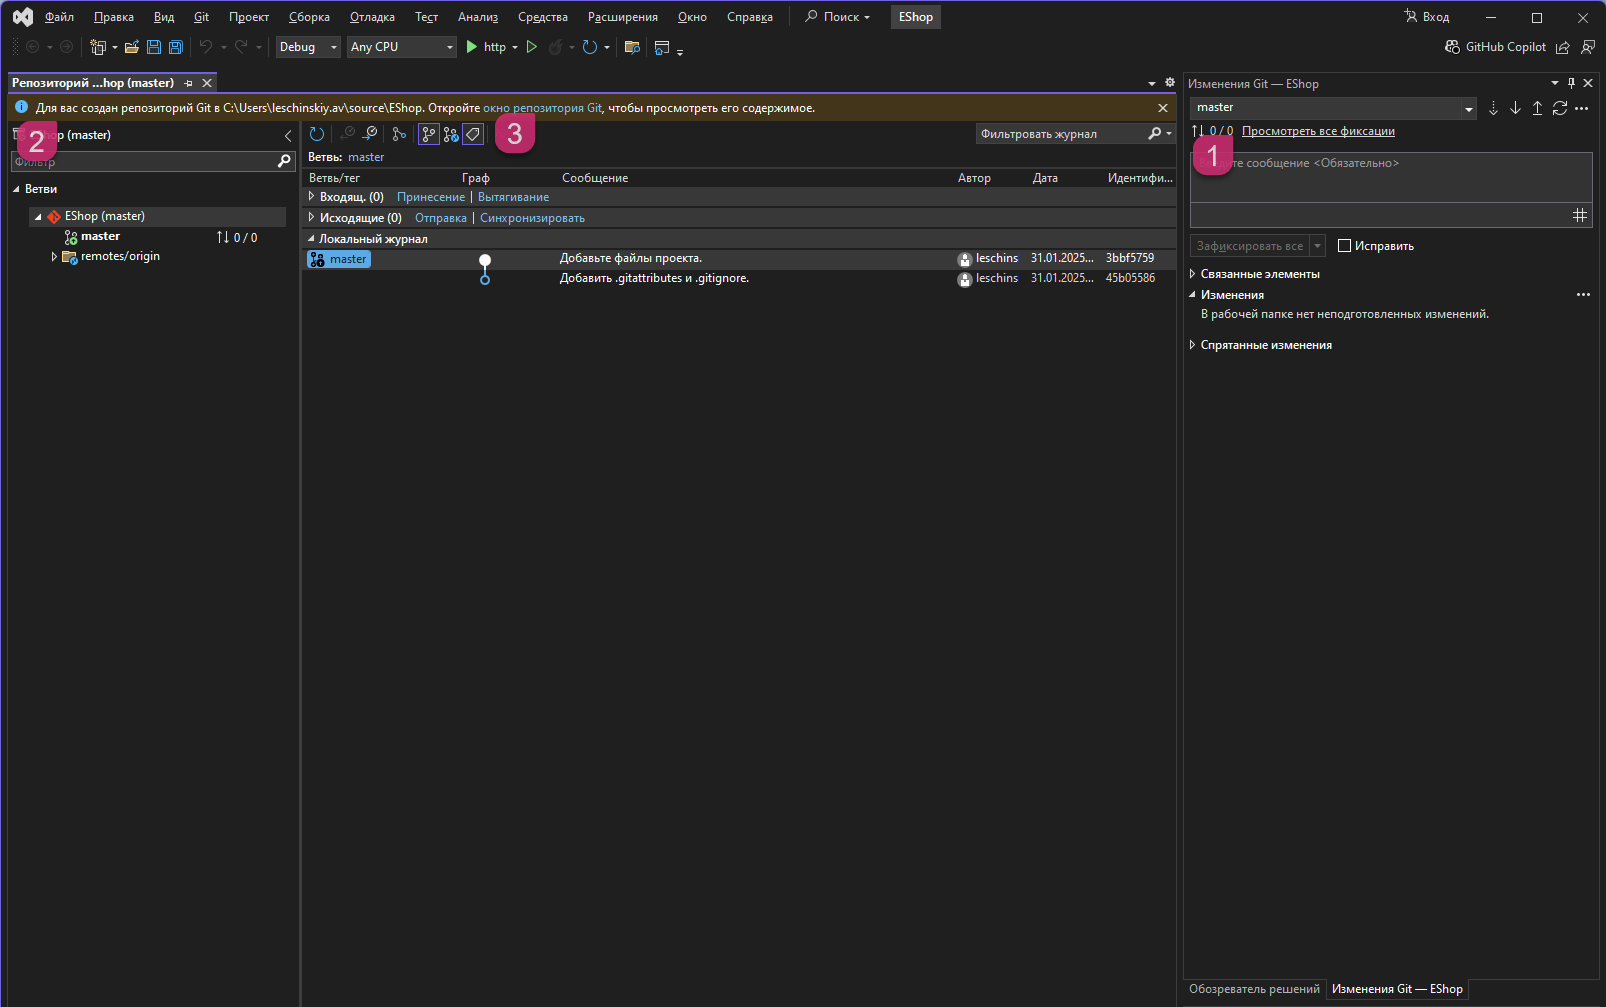 Файл Правка Вид Git Проект Сборка Отладка Тест Анализ Средства Расширения Окно Справка Поиск EShop Вход
Debug Any CPU http GitHub Copilot
Репозиторий ...hop (master)
Для вас создан репозиторий Git в C:\Users\leschinskiy.av\source\EShop. Откройте окно репозитория Git, чтобы просмотреть его содержимое.
(master)
2
Фильтр
Ветви
EShop (master)
master 0 / 0
remotes/origin
3
Фильтровать журнал
Ветвь: master
Ветвь/тег Граф Сообщение Автор Дата Идентифи...
Входящ. (0) Принесение | Вытягивание
Исходящие (0) Отправка | Синхронизировать
Локальный журнал
master Добавьте файлы проекта. leschins 31.01.2025... 3bbf5759
Добавить .gitattributes и .gitignore. leschins 31.01.2025... 45b05586
Изменения Git — EShop
master
0 / 0 Просмотреть все фиксации
1
сообщение <Обязательно>
Зафиксировать все Исправить
Связанные элементы
Изменения
В рабочей папке нет неподготовленных изменений.
Спрятанные изменения
Обозреватель решений Изменения Git — EShop